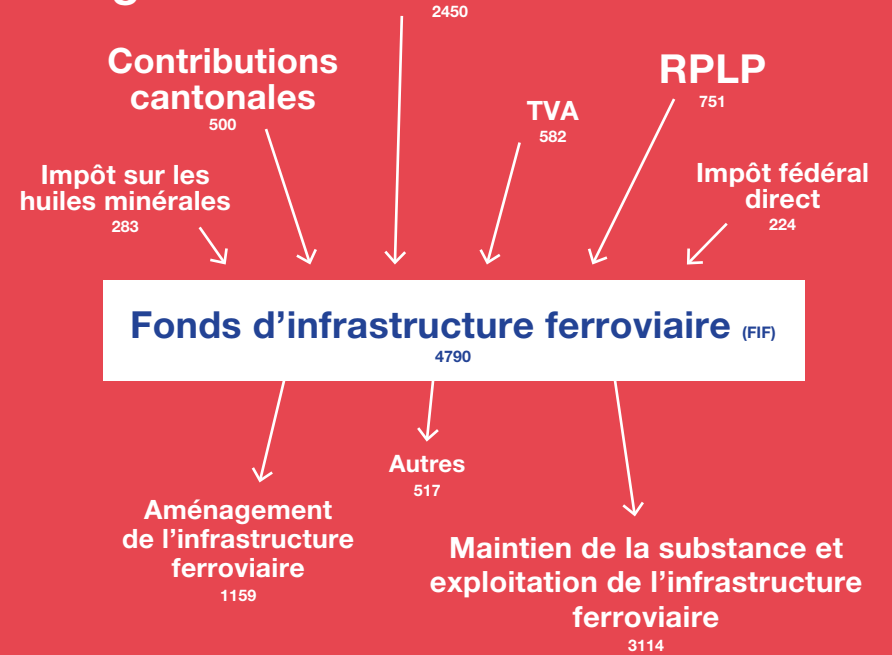 2450
Contributions
cantonales
500
RPLP
751
TVA
582
Impôt sur les
huiles minérales
283
Impôt fédéral
direct
224
Fonds d’infrastructure ferroviaire (FIF)
4790
Autres
517
Aménagement
de l’infrastructure
ferroviaire
1159
Maintien de la substance et
exploitation de l’infrastructure
ferroviaire
3114